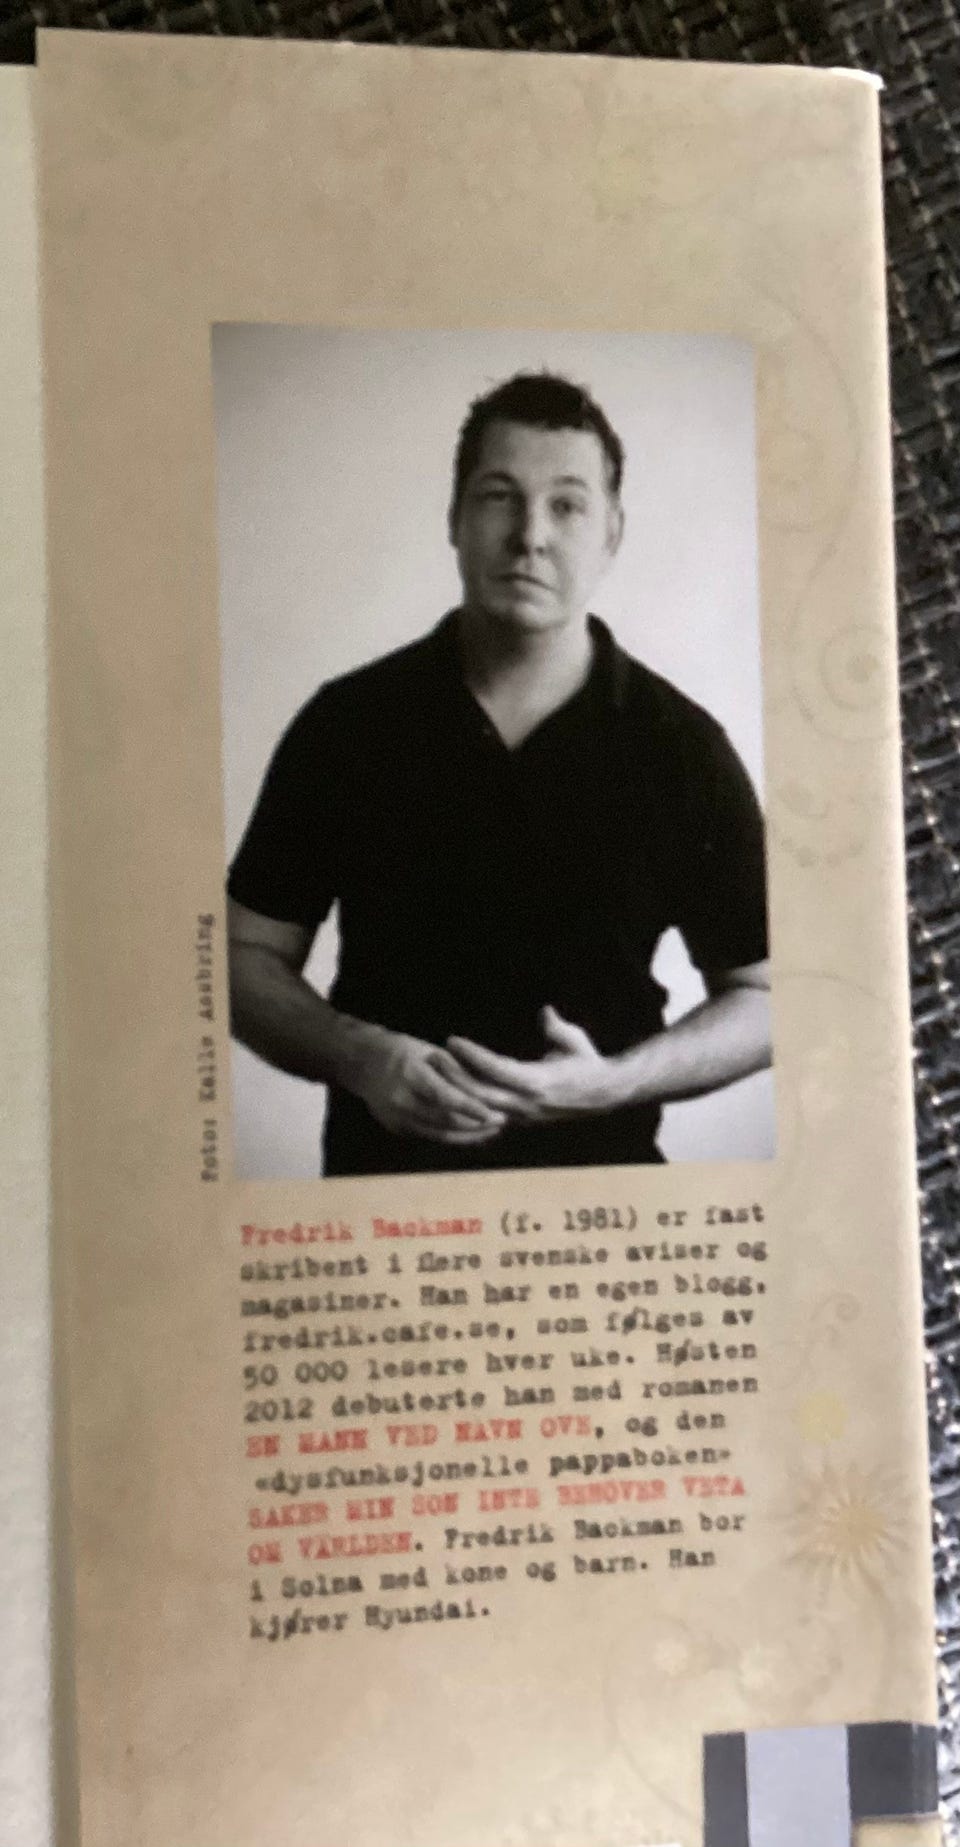 Foto: Kalle Assbring
Fredrik Backman (f. 1981) er fast
skribent i flere svenske aviser og
magasiner. Han har en egen blogg,
fredrik.cafe.se, som følges av
50 000 lesere hver uke. Høsten
2012 debuterte han med romanen
EN MANN VED NAVN OVE, og den
«dysfunksjonelle pappaboken»
SAKER MIN SON INTE BEHÖVER VETA
OM VÄRLDEN. Fredrik Backman bor
i Solna med kone og barn. Han
kjører Hyundai.